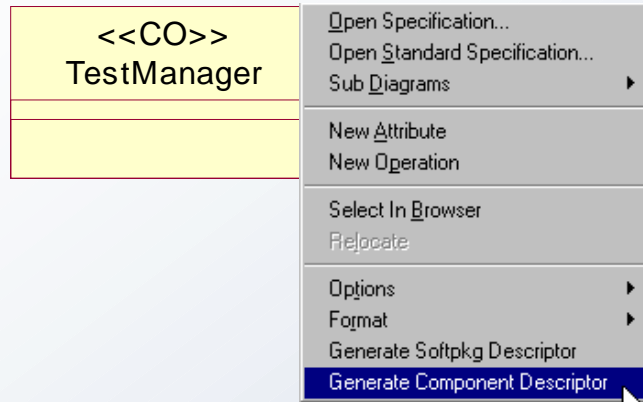 <<CO>>
TestManager
Open Specification...
Open Standard Specification...
Sub Diagrams
New Attribute
New Operation
Select In Browser
Relocate
Options
Format
Generate Softpkg Descriptor
Generate Component Descriptor